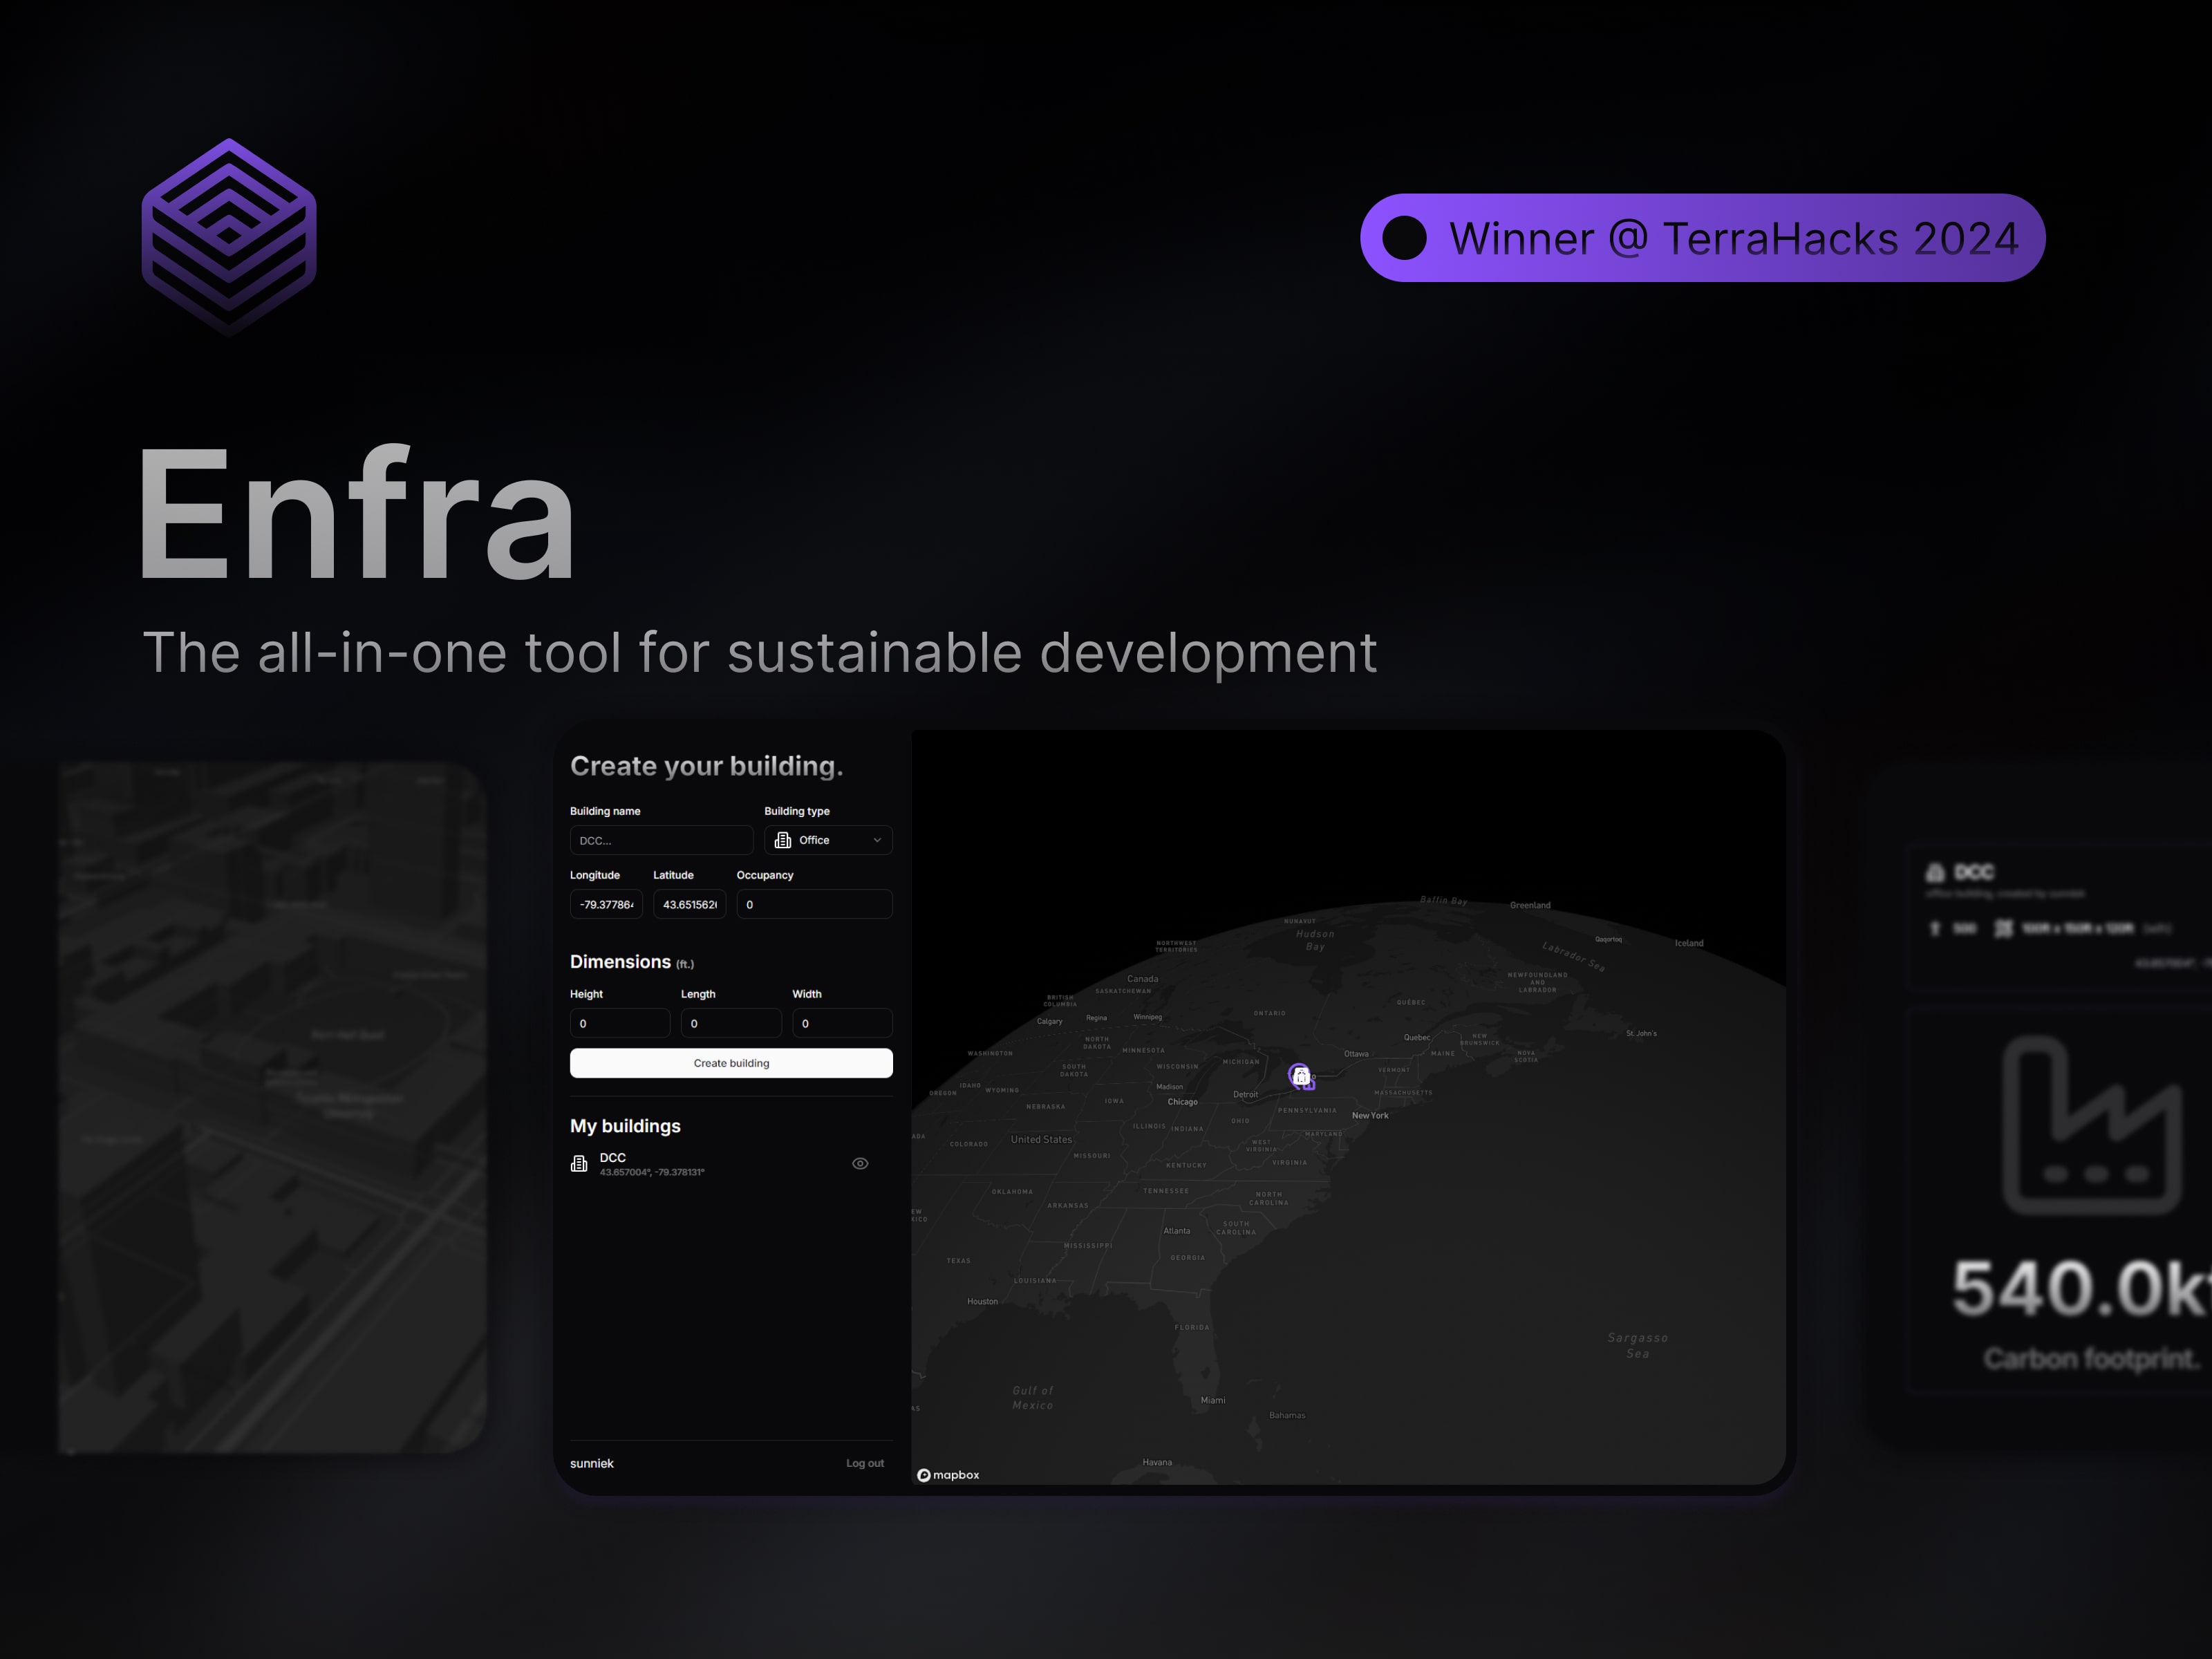 Winner @ TerraHacks 2024
Enfra
The all-in-one tool for sustainable development
Create your building.
Building name
Building type
DCC...
Office
Longitude
Latitude
Occupancy
-79.37786
43.651562
0
Dimensions (ft.)
Height
Length
Width
0
0
0
Create building
My buildings
DCC
43.657004°, -79.378131°
sunniek
Log out
Baffin Bay
Greenland
NUNAVUT
Hudson
Bay
NORTHWEST
TERRITORIES
Labrador Sea
Qaqortoq
Iceland
Canada
SASKATCHEWAN
BRITISH
COLUMBIA
NEWFOUNDLAND
AND
LABRADOR
QUÉBEC
Calgary
Regina
Winnipeg
ONTARIO
St. John's
NORTH
DAKOTA
MINNESOTA
WASHINGTON
Quebec
NEW
BRUNSWICK
MAINE
NOVA
SCOTIA
Ottawa
SOUTH
DAKOTA
WISCONSIN
MICHIGAN
VERMONT
OREGON
IDAHO
WYOMING
Madison
Detroit
MASSACHUSETTS
NEBRASKA
IOWA
Chicago
PENNSYLVANIA
New York
ILLINOIS
INDIANA
OHIO
MARYLAND
COLORADO
United States
WEST
VIRGINIA
VIRGINIA
MISSOURI
KENTUCKY
OKLAHOMA
TENNESSEE
ARKANSAS
NORTH
CAROLINA
SOUTH
CAROLINA
Atlanta
MISSISSIPPI
GEORGIA
TEXAS
LOUISIANA
Houston
FLORIDA
Sargasso
Sea
Gulf of
Mexico
Miami
Bahamas
Havana
mapbox
DCC
office building, created by sunniek
500
540.0k
Carbon footprint.